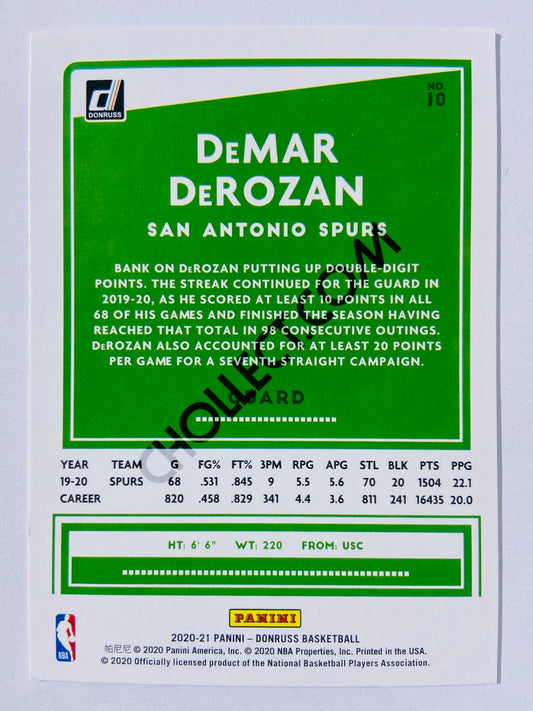 DONRUSS
NO.
10
DeMAR
DeROZAN
SAN ANTONIO SPURS
BANK ON DeROZAN PUTTING UP DOUBLE-DIGIT
POINTS. THE STREAK CONTINUED FOR THE GUARD IN
2019-20, AS HE SCORED AT LEAST 10 POINTS IN ALL
68 OF HIS GAMES AND FINISHED THE SEASON HAVING
REACHED THAT TOTAL IN 98 CONSECUTIVE OUTINGS.
DeROZAN ALSO ACCOUNTED FOR AT LEAST 20 POINTS
PER GAME FOR A SEVENTH STRAIGHT CAMPAIGN.
GUARD
CHOLLECT.COM
YEAR TEAM G FG% FT% 3PM RPG APG STL BLK PTS PPG
19-20 SPURS 68 .531 .845 9 5.5 5.6 70 20 1504 22.1
CAREER 820 .458 .829 341 4.4 3.6 811 241 16435 20.0
HT: 6' 6" WT: 220 FROM: USC
PANINI
NBA
2020-21 PANINI – DONRUSS BASKETBALL
帕尼尼 © 2020 Panini America, Inc. © 2020 NBA Properties, Inc. Printed in the USA.
© 2020 Officially licensed product of the National Basketball Players Association.